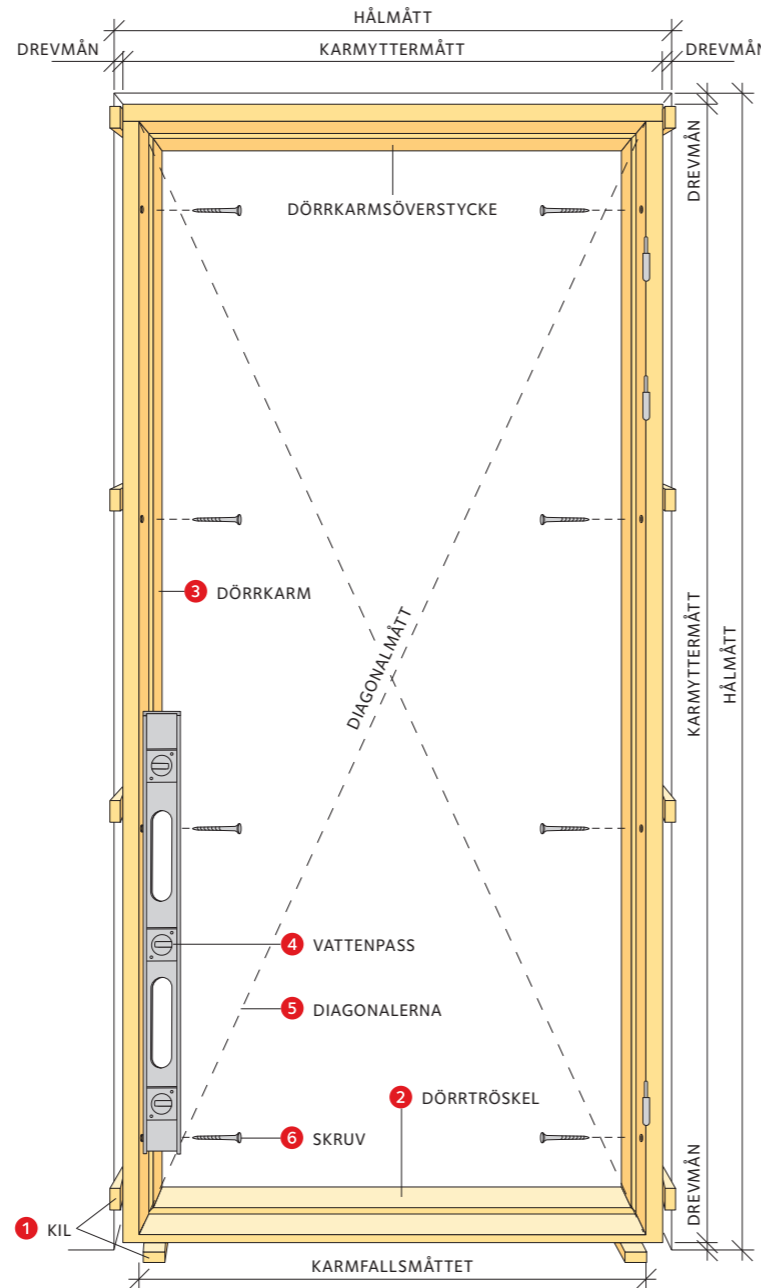 HÅLMÅTT
DREVMÅN
KARMYTTERMÅTT
DREVMÅN
DREVMÅN
DÖRRKARMSÖVERSTYCKE
3 DÖRRKARM
DIAGONALMÅTT
KARMYTTERMÅTT
HÅLMÅTT
4 VATTENPASS
5 DIAGONALERNA
2 DÖRRTRÖSKEL
6 SKRUV
DREVMÅN
1 KIL
KARMFALLSMÅTTET